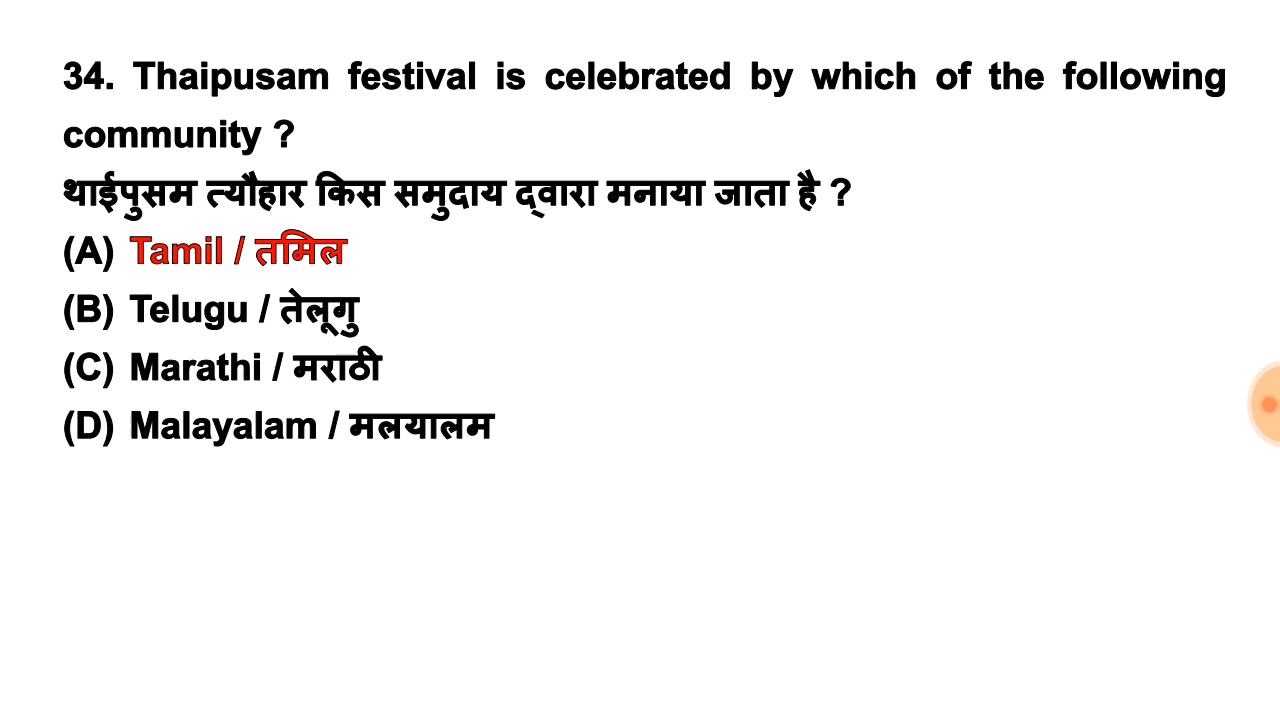 34. Thaipusam festival is celebrated by which of the following
community ?
थाईपुसम त्यौहार किस समुदाय द्वारा मनाया जाता है ?
(A) Tamil / तमिल
(B) Telugu / तेलूगु
(C) Marathi / मराठी
(D) Malayalam / मलयालम